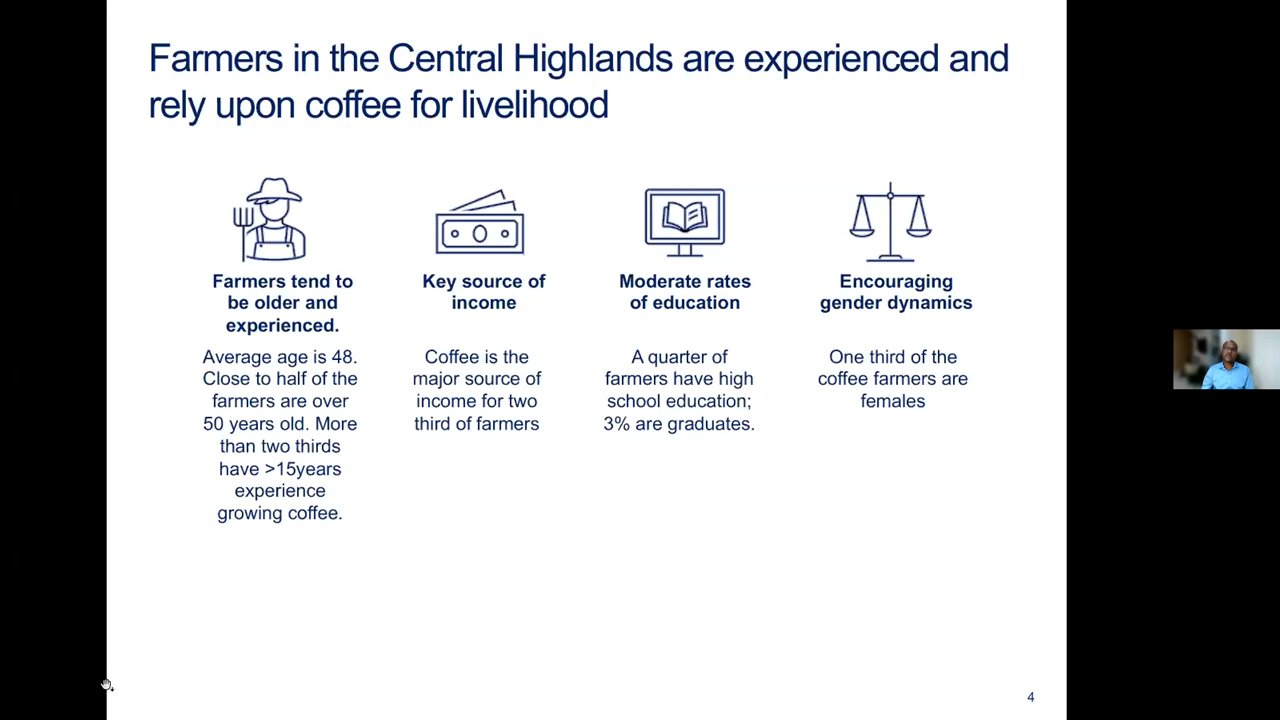 Farmers in the Central Highlands are experienced and
rely upon coffee for livelihood
Farmers tend to
be older and
experienced.
Average age is 48.
Close to half of the
farmers are over
50 years old. More
than two thirds
have >15years
experience
growing coffee.
Key source of
income
Coffee is the
major source of
income for two
third of farmers
Moderate rates
of education
A quarter of
farmers have high
school education;
3% are graduates.
Encouraging
gender dynamics
One third of the
coffee farmers are
females
4